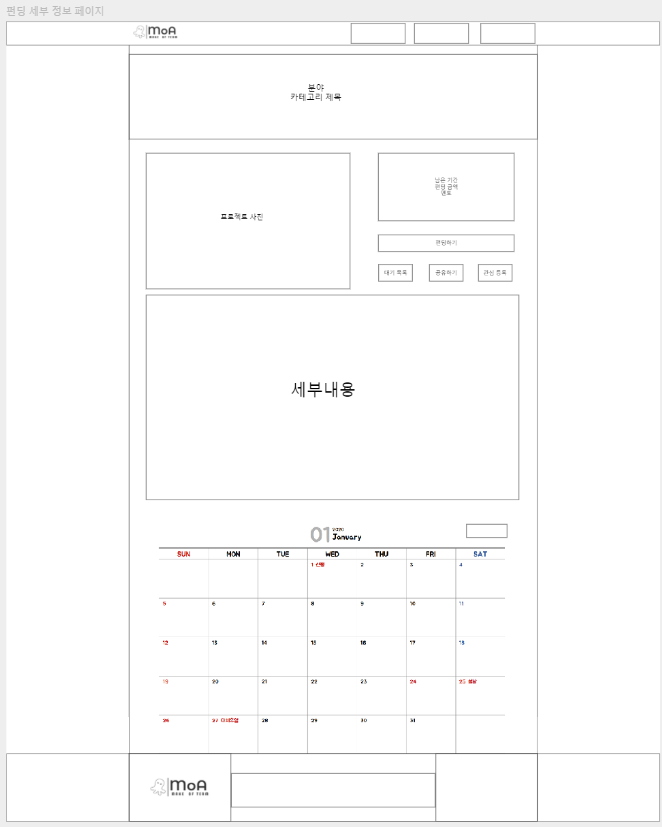 펀딩 세부 정보 페이지
MoA
MAKE OF TEAM
분야
카테고리 제목
프로젝트 사진
남은 기간
펀딩 금액
멘토
펀딩하기
대기 목록 공유하기 관심 등록
세부내용
01 2020
January
SUN MON TUE WED THU FRI SAT
1 신정 2 3 4
5 6 7 8 9 10 11
12 13 14 15 16 17 18
19 20 21 22 23 24 25 설날
26 27 대체휴일 28 29 30 31
MoA
MAKE OF TEAM